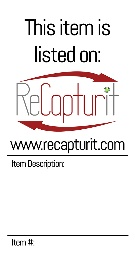 This item is
listed on:
ReCapturit
www.recapturit.com
Item Description:
Item #: